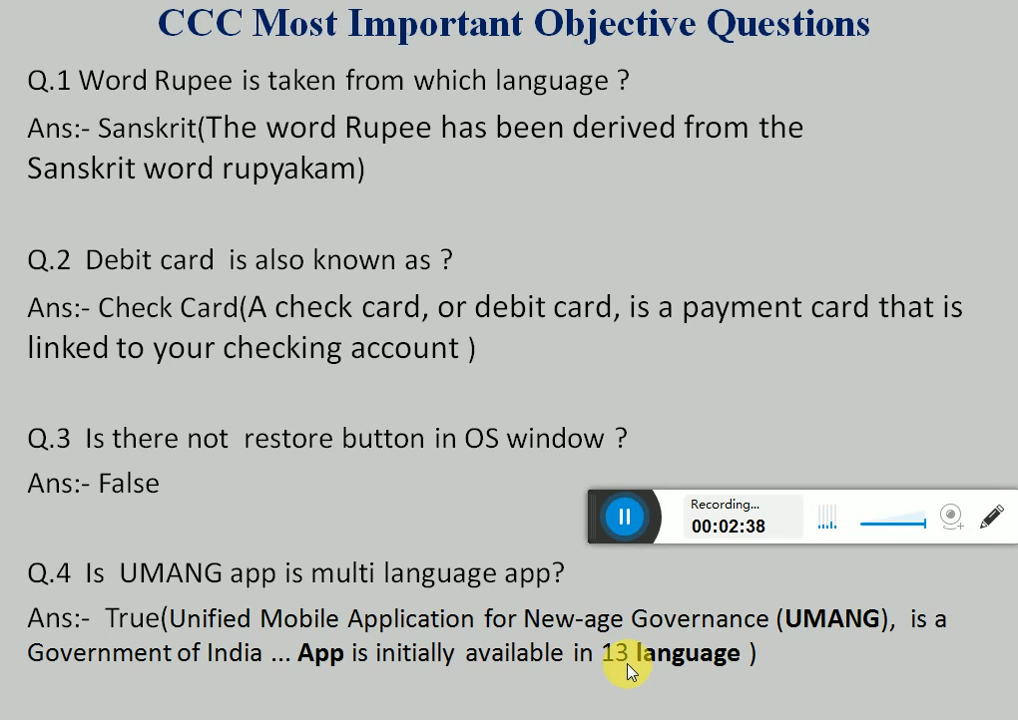 CCC Most Important Objective Questions
Q.1 Word Rupee is taken from which language ?
Ans:- Sanskrit(The word Rupee has been derived from the
Sanskrit word rupyakam)
Q.2 Debit card is also known as ?
Ans:- Check Card(A check card, or debit card, is a payment card that is
linked to your checking account )
Q.3 Is there not restore button in OS window ?
Ans:- False
Recording...
00:02:38
Q.4 Is UMANG app is multi language app?
Ans:- True(Unified Mobile Application for New-age Governance (UMANG), is a
Government of India ... App is initially available in 13 language )